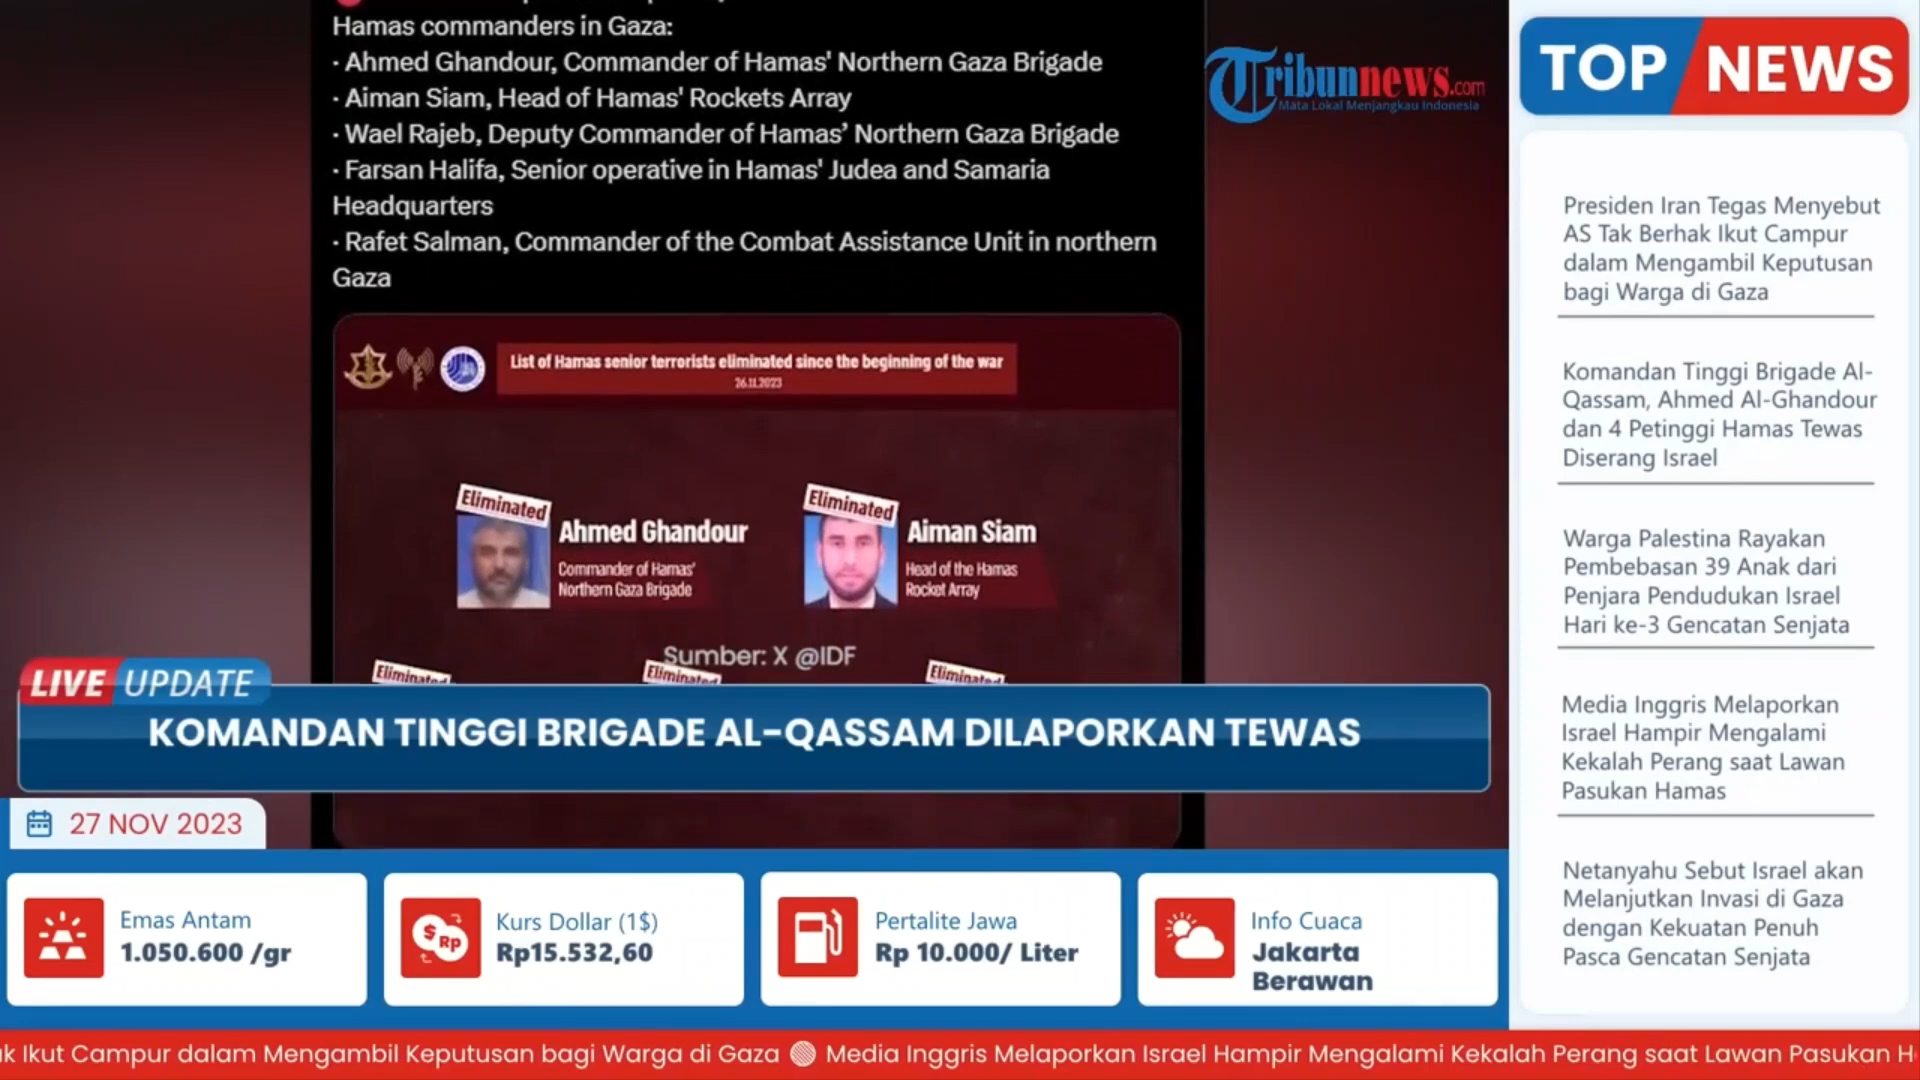 Hamas commanders in Gaza:
· Ahmed Ghandour, Commander of Hamas' Northern Gaza Brigade
· Aiman Siam, Head of Hamas' Rockets Array
· Wael Rajeb, Deputy Commander of Hamas’ Northern Gaza Brigade
· Farsan Halifa, Senior operative in Hamas' Judea and Samaria
Headquarters
· Rafet Salman, Commander of the Combat Assistance Unit in northern
Gaza
List of Hamas senior terrorists eliminated since the beginning of the war
26.11.2023
Eliminated
Ahmed Ghandour
Commander of Hamas'
Northern Gaza Brigade
Eliminated
Aiman Siam
Head of the Hamas
Rocket Array
Sumber: X @IDF
Eliminated
Eliminated
Eliminated
Tribunnews.com
Mata Lokal Menjangkau Indonesia
LIVE UPDATE
KOMANDAN TINGGI BRIGADE AL-QASSAM DILAPORKAN TEWAS
27 NOV 2023
Emas Antam
1.050.600 /gr
Kurs Dollar (1$)
Rp15.532,60
Pertalite Jawa
Rp 10.000/ Liter
Info Cuaca
Jakarta
Berawan
TOP NEWS
Presiden Iran Tegas Menyebut
AS Tak Berhak Ikut Campur
dalam Mengambil Keputusan
bagi Warga di Gaza
Komandan Tinggi Brigade Al-
Qassam, Ahmed Al-Ghandour
dan 4 Petinggi Hamas Tewas
Diserang Israel
Warga Palestina Rayakan
Pembebasan 39 Anak dari
Penjara Pendudukan Israel
Hari ke-3 Gencatan Senjata
Media Inggris Melaporkan
Israel Hampir Mengalami
Kekalah Perang saat Lawan
Pasukan Hamas
Netanyahu Sebut Israel akan
Melanjutkan Invasi di Gaza
dengan Kekuatan Penuh
Pasca Gencatan Senjata
k Ikut Campur dalam Mengambil Keputusan bagi Warga di Gaza Media Inggris Melaporkan Israel Hampir Mengalami Kekalah Perang saat Lawan Pasukan H